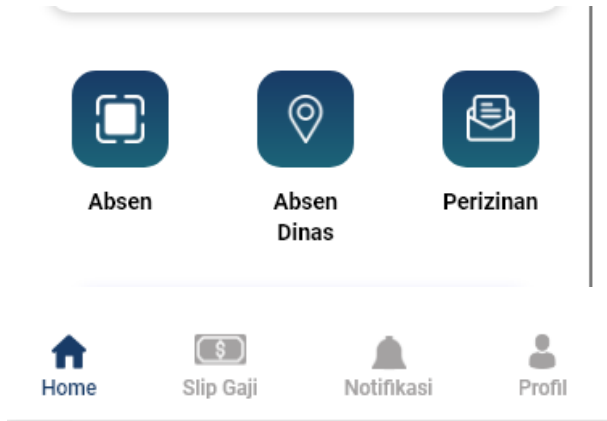 Absen
Absen
Dinas
Perizinan
$
Home
Slip Gaji
Notifikasi
Profil